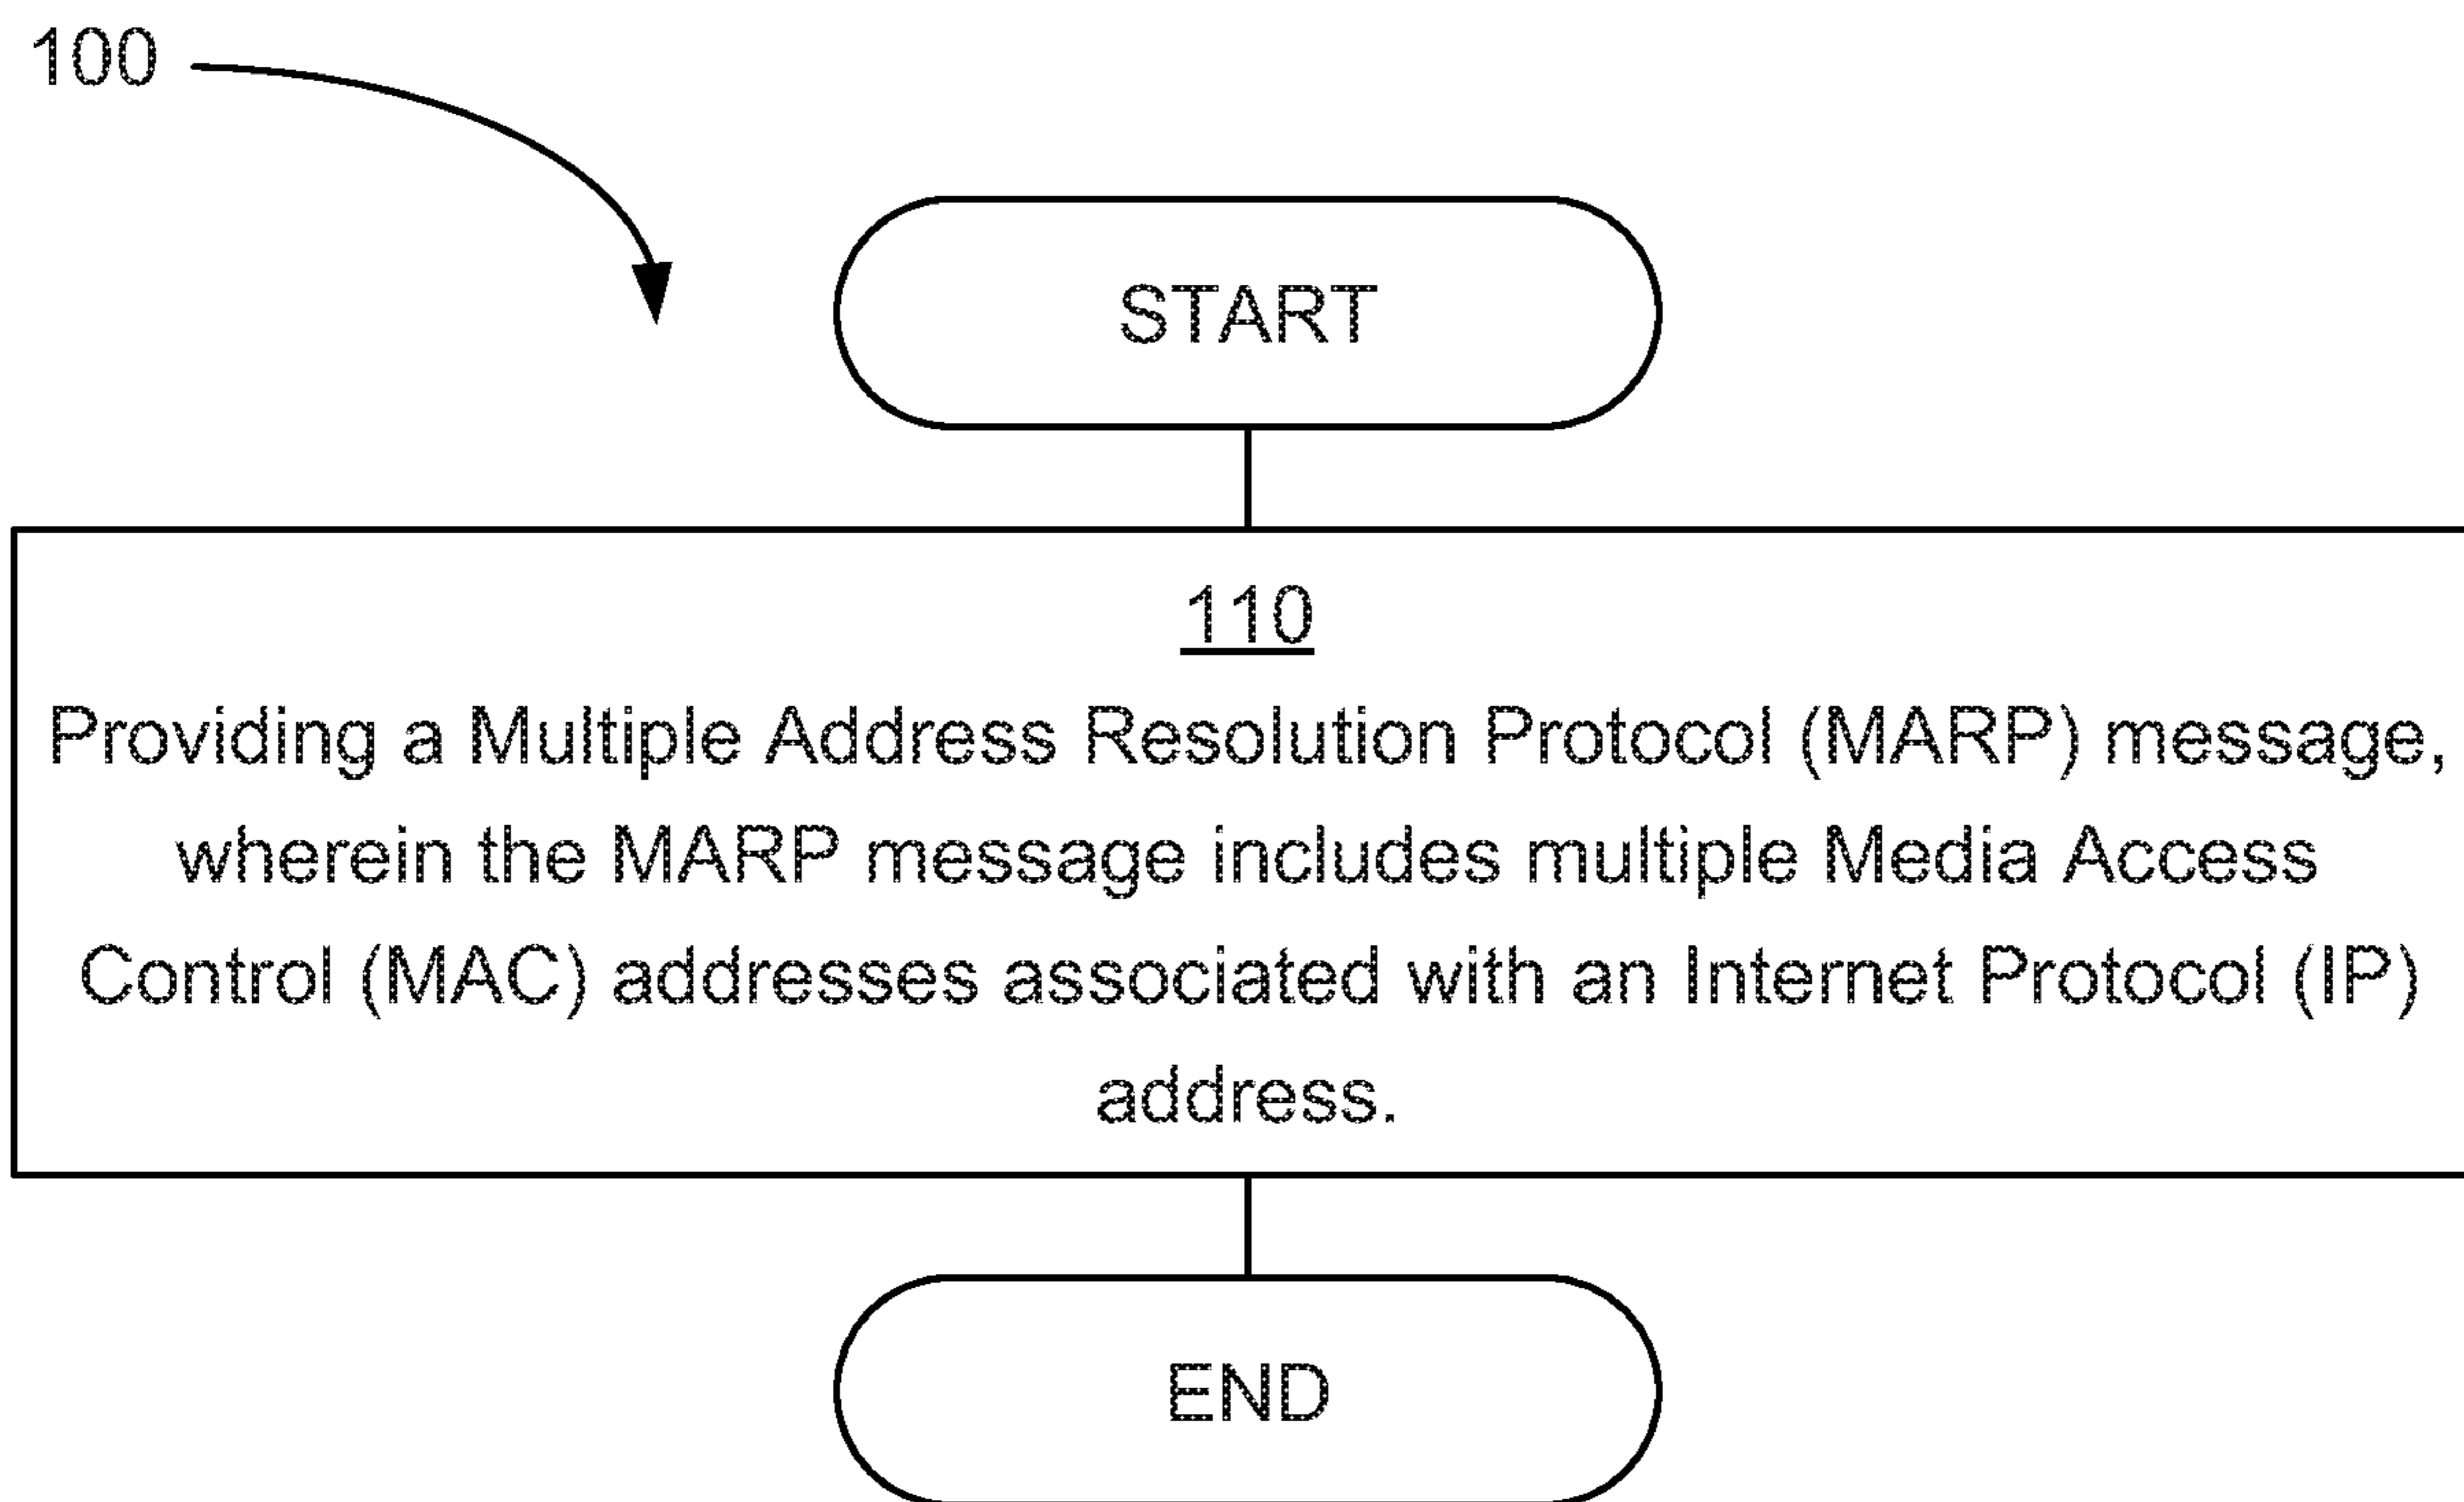 100
START
110
Providing a Multiple Address Resolution Protocol (MARP) message,
wherein the MARP message includes multiple Media Access
Control (MAC) addresses associated with an Internet Protocol (IP)
address.
END